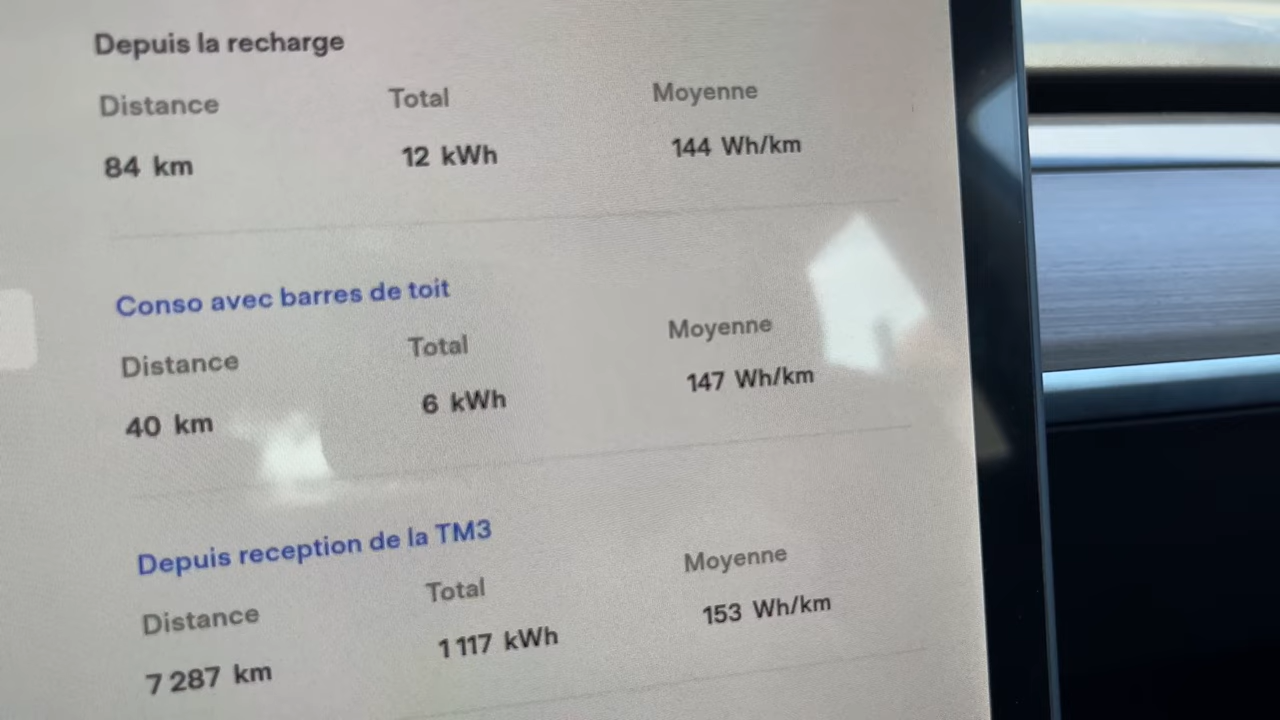 Depuis la recharge
Distance Total Moyenne
84 km 12 kWh 144 Wh/km
Conso avec barres de toit
Distance Total Moyenne
40 km 6 kWh 147 Wh/km
Depuis reception de la TM3
Distance Total Moyenne
7 287 km 1 117 kWh 153 Wh/km